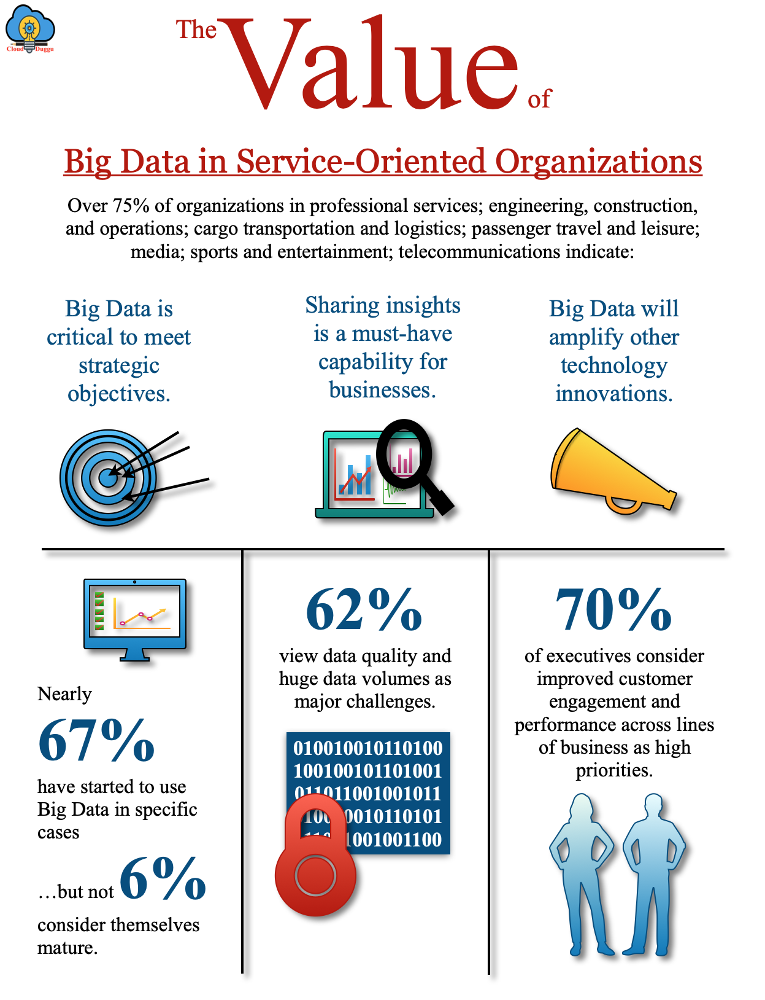 Cloud Duggu
The Value of
Big Data in Service-Oriented Organizations
Over 75% of organizations in professional services; engineering, construction,
and operations; cargo transportation and logistics; passenger travel and leisure;
media; sports and entertainment; telecommunications indicate:
Big Data is
critical to meet
strategic
objectives.
Sharing insights
is a must-have
capability for
businesses.
Big Data will
amplify other
technology
innovations.
Nearly
67%
have started to use
Big Data in specific
cases
…but not 6%
consider themselves
mature.
62%
view data quality and
huge data volumes as
major challenges.
010010010110100
100100101101001
011011001001011
0010110101
1001001100
70%
of executives consider
improved customer
engagement and
performance across lines
of business as high
priorities.